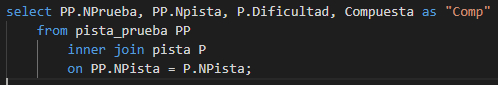 select PP.NPrueba, PP.Npista, P.Dificultad, Compuesta as "Comp"
from pista_prueba PP
inner join pista P
on PP.NPista = P.NPista;